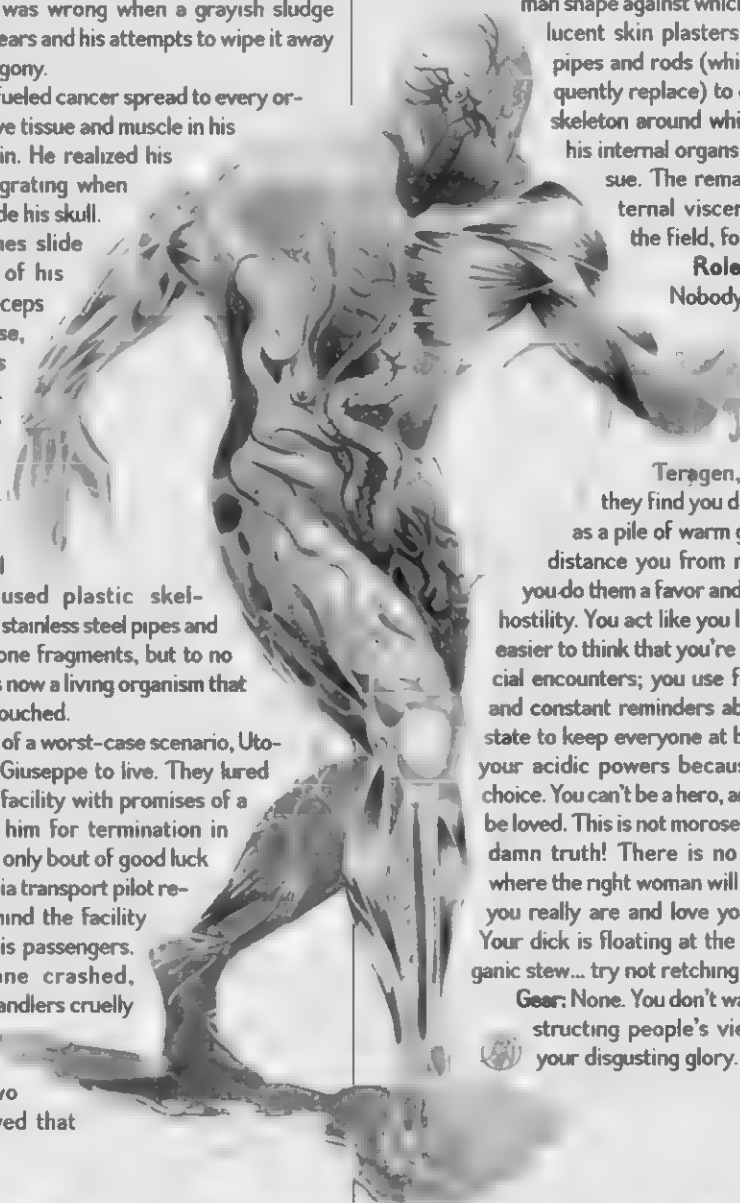 was wrong when a grayish sludge
ears and his attempts to wipe it away
gony.
fueled cancer spread to every or-
ve tissue and muscle in his
in. He realized his
grating when
de his skull.
nes slide
of his
ceps
se,
s
used plastic skel-
stainless steel pipes and
one fragments, but to no
s now a living organism that
ouched.
of a worst-case scenario, Uto-
Giuseppe to live. They lured
facility with promises of a
him for termination in
only bout of good luck
ia transport pilot re-
hind the facility
is passengers.
ane crashed,
andlers cruelly
vo
ved that
man shape against which
lucent skin plasters
pipes and rods (whi
quently replace) to
skeleton around whi
his internal organs
sue. The rema
ternal viscer
the field, fo
Role
Nobody
Teragen,
they find you d
as a pile of warm g
distance you from r
you do them a favor and
hostility. You act like you l
easier to think that you're
cial encounters; you use f
and constant reminders ab
state to keep everyone at b
your acidic powers becaus
choice. You can't be a hero, a
be loved. This is not morose
damn truth! There is no
where the right woman will
you really are and love yo
Your dick is floating at the
ganic stew... try not retching
Gear: None. You don't wa
structing people's vie
your disgusting glory.